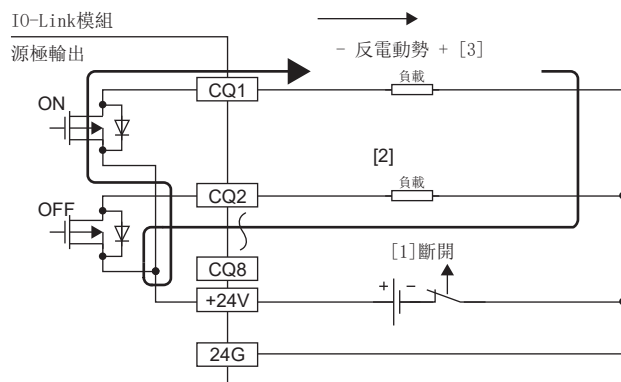 IO-Link模組
源極輸出
- 反電動勢 + [3]
負載
CQ1
ON
[2]
負載
CQ2
OFF
[1]斷開
CQ8
+ -
+24V
24G